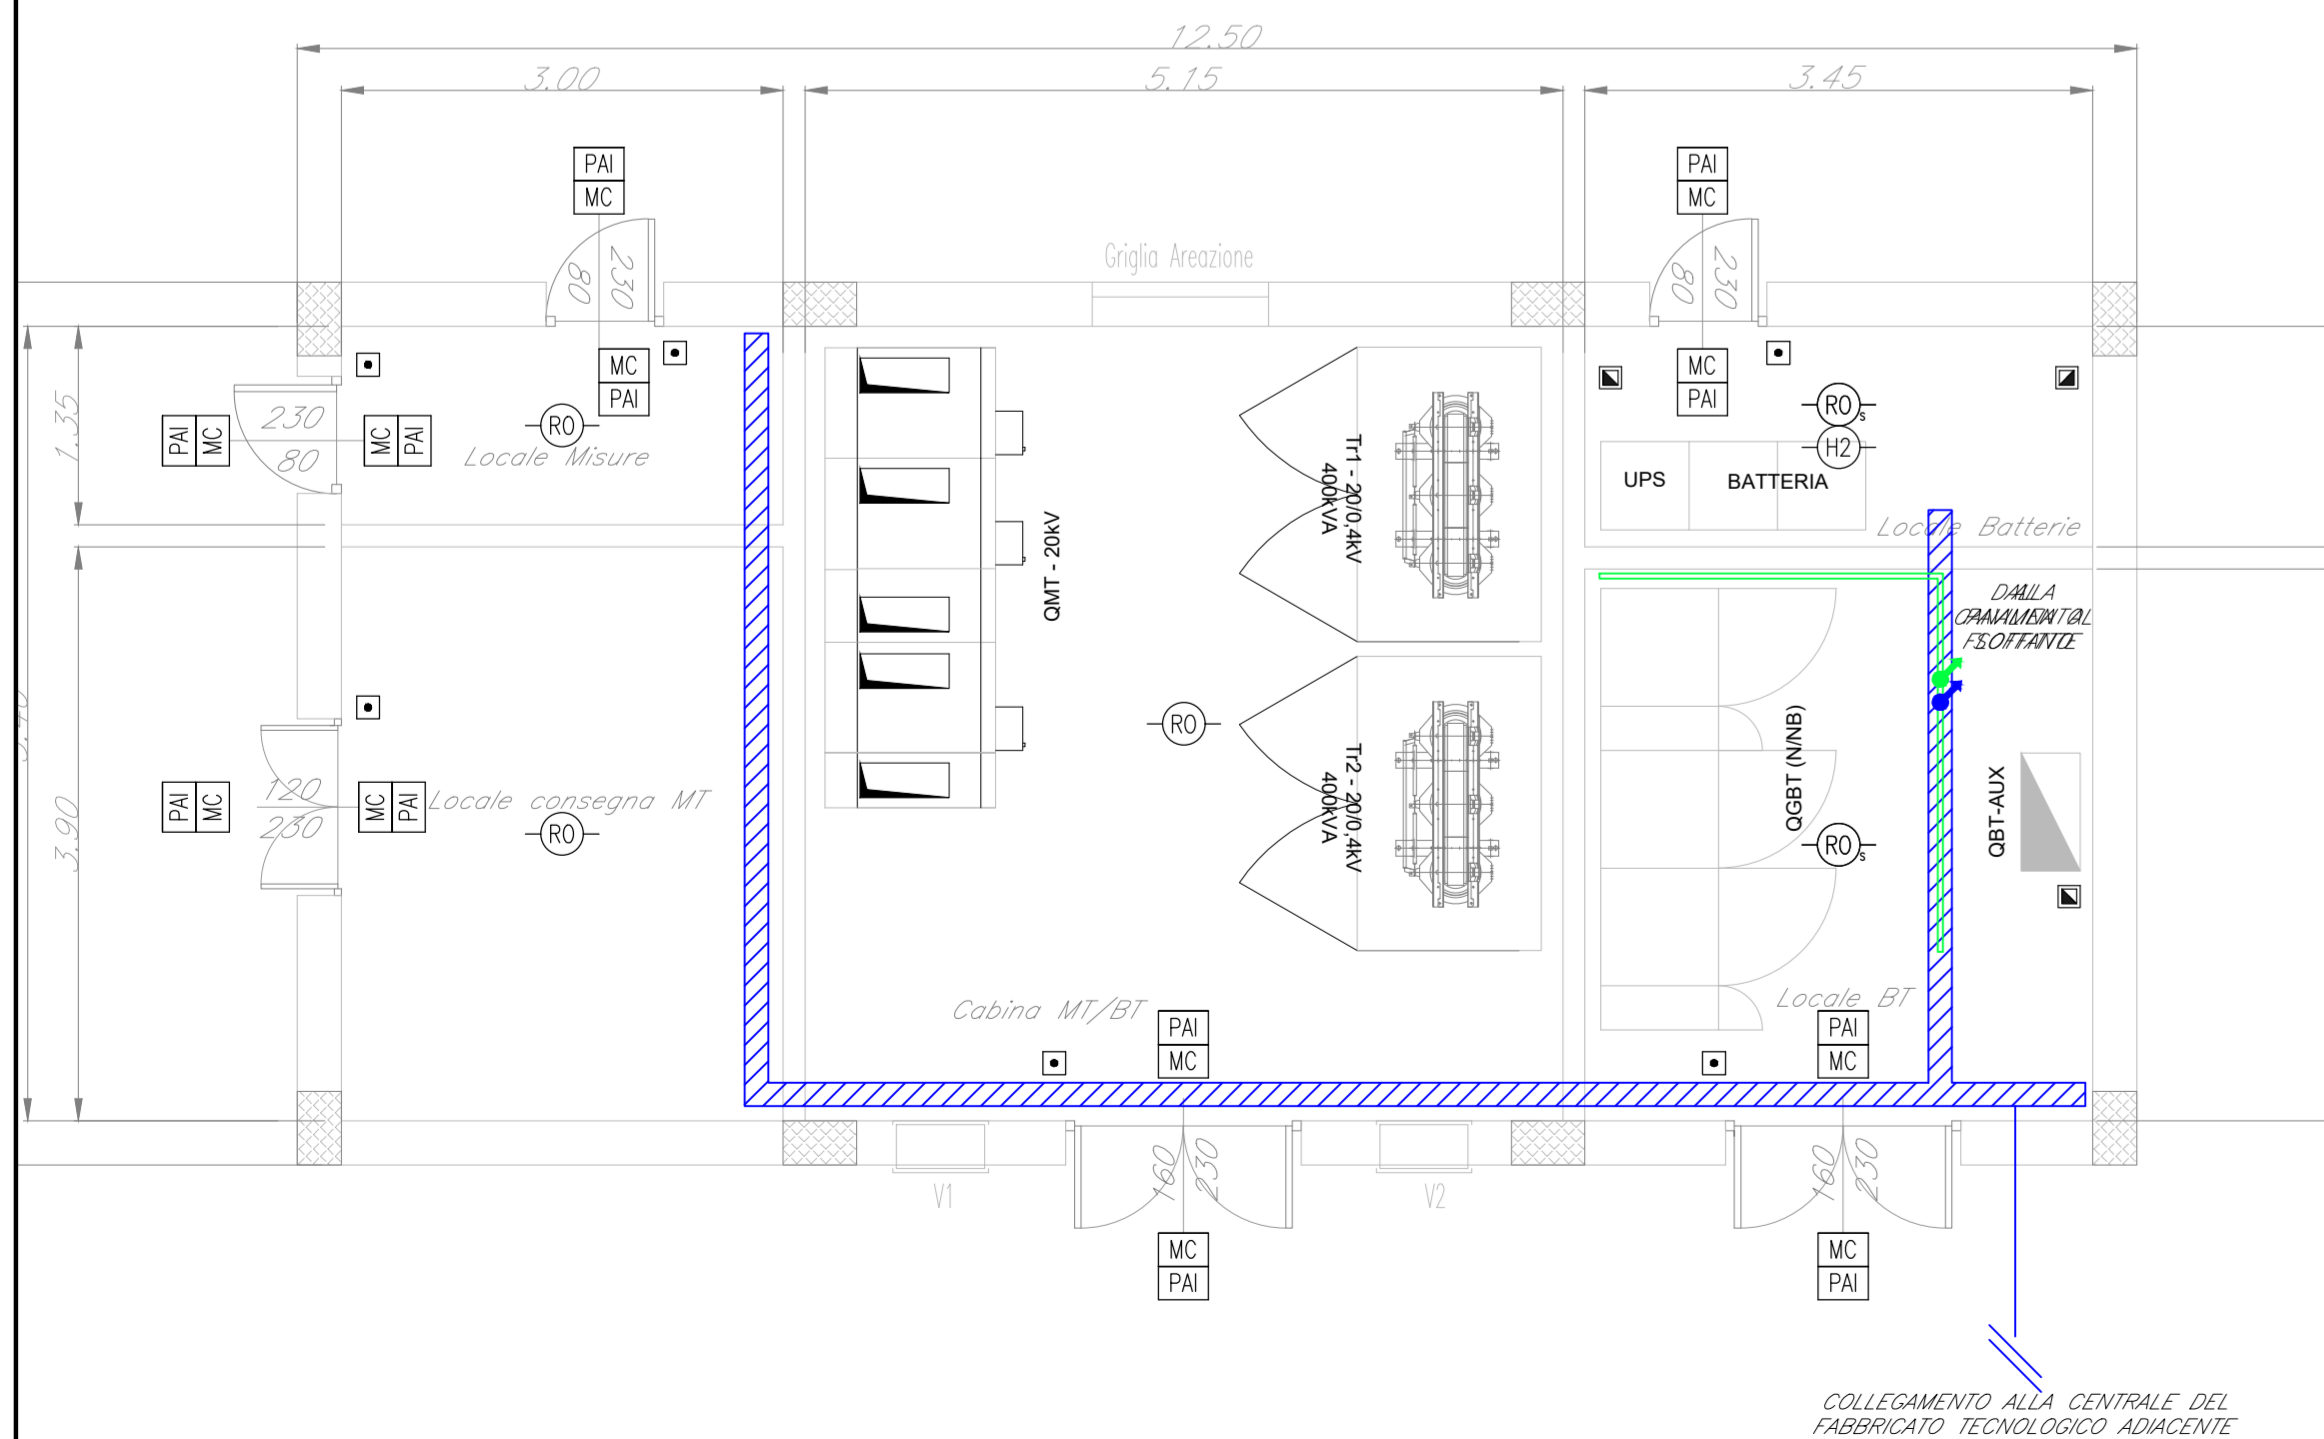 12.50
3.00
5.15
3.45
PAI
MC
PAI
MC
230
80
Griglia Areazione
230
80
MC
PAI
MC
PAI
1.35
PAI
MC
230
80
MC
PAI
RO
Locale Misure
RO
s
H2
UPS
BATTERIA
Locale Batterie
QMT - 20kV
Tr1 - 20/0,4kV
400kVA
RO
Tr2 - 20/0,4kV
400kVA
QGBT (N/NB)
RO
s
QBT-AUX
3.90
PAI
MC
120
230
MC
PAI
Locale consegna MT
RO
Cabina MT/BT
PAI
MC
Locale BT
PAI
MC
V1
160
230
V2
160
230
MC
PAI
MC
PAI
COLLEGAMENTO ALLA CENTRALE DEL
FABBRICATO TECNOLOGICO ADIACENTE